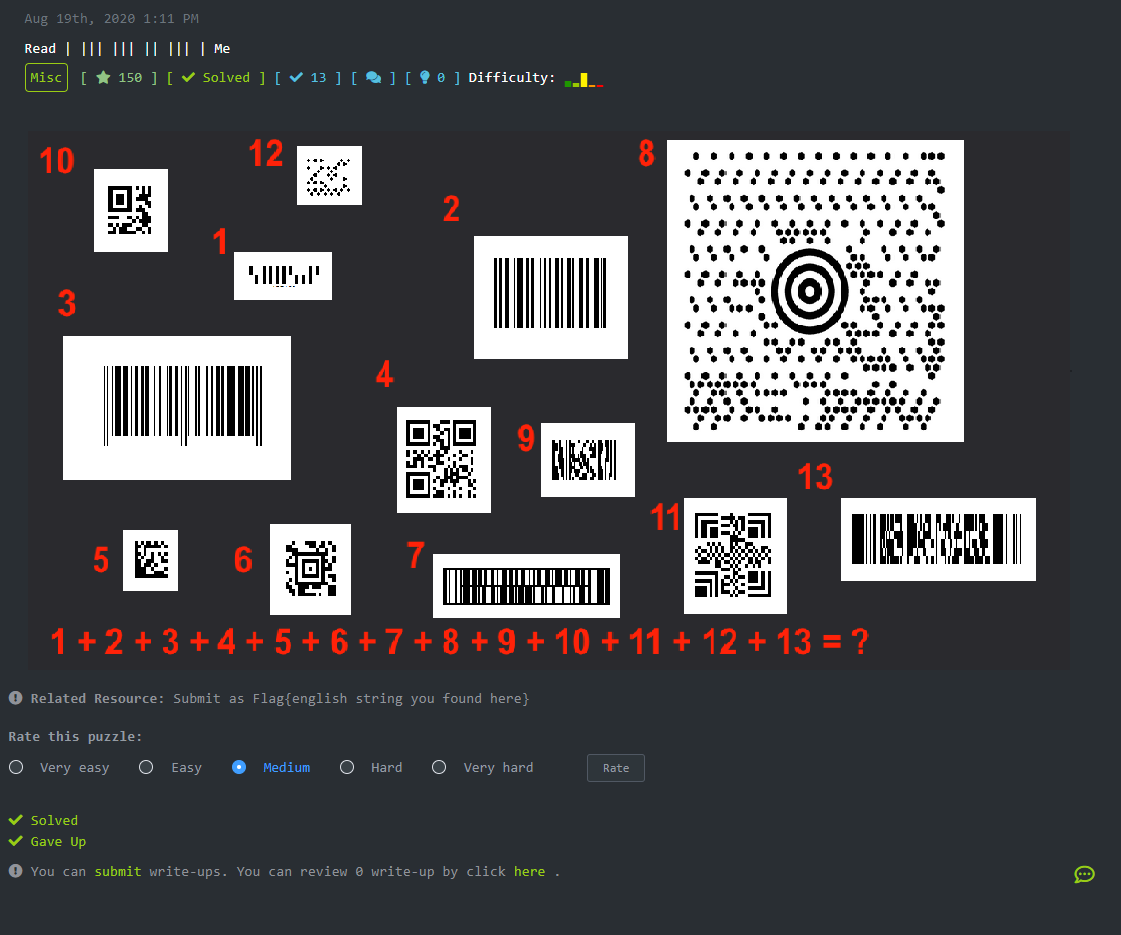 Aug 19th, 2020 1:11 PM
Read | ||| ||| || ||| | Me
Misc [ 150 ] [ Solved ] [ 13 ] [ ] [ 0 ] Difficulty:
10 12 8
2
1
3
4
9
13
11
5 6 7
1 + 2 + 3 + 4 + 5 + 6 + 7 + 8 + 9 + 10 + 11 + 12 + 13 = ?
Related Resource: Submit as Flag{english string you found here}
Rate this puzzle:
Very easy Easy Medium Hard Very hard Rate
Solved
Gave Up
You can submit write-ups. You can review 0 write-up by click here .